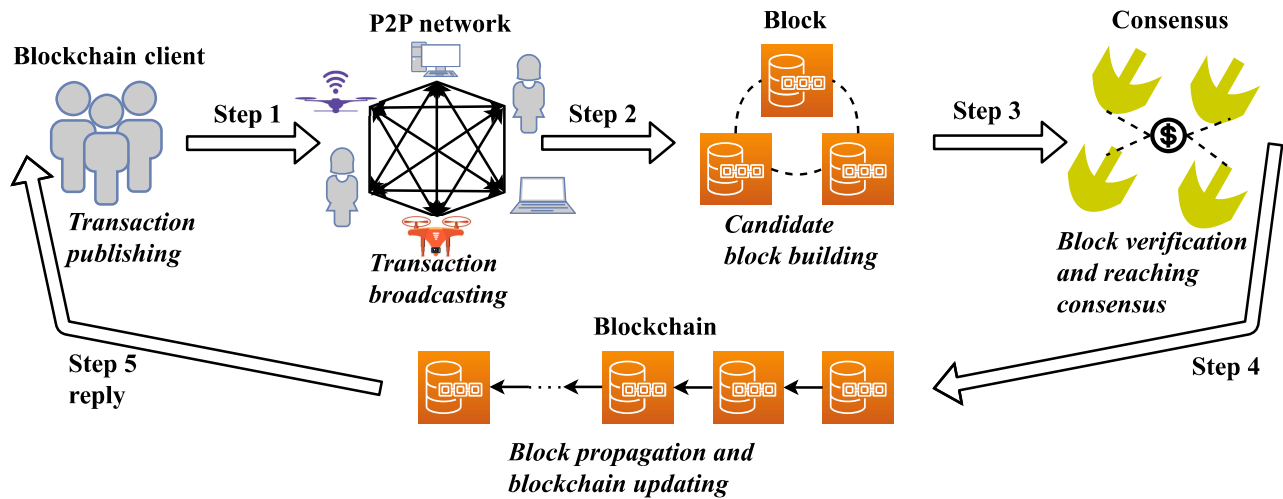 Blockchain client
P2P network
Block
Consensus
Step 1
Step 2
Step 3
$
Transaction
publishing
Transaction
broadcasting
Candidate
block building
Block verification
and reaching
consensus
Blockchain
Step 4
Step 5
reply
Block propagation and
blockchain updating